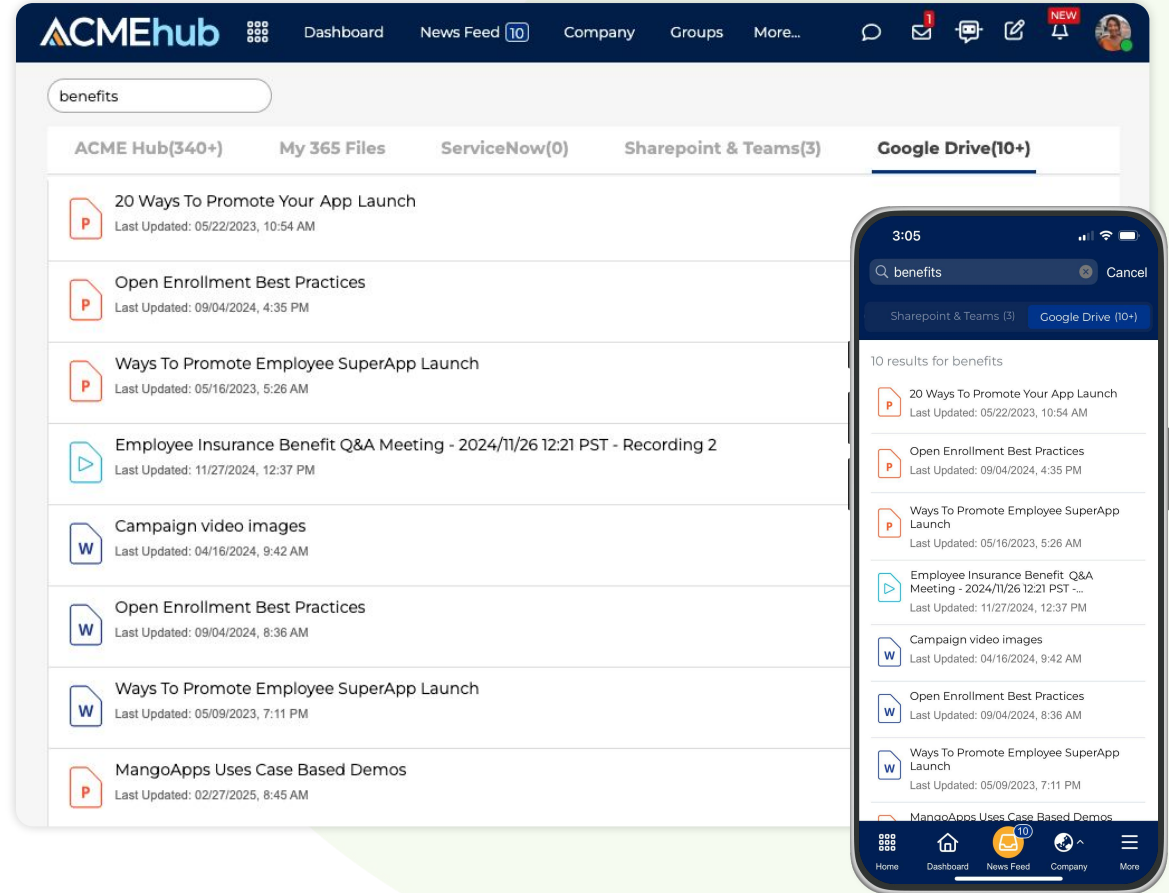 ACMEhub Dashboard News Feed 10 Company Groups More... 1 NEW
benefits
ACME Hub(340+) My 365 Files ServiceNow(0) Sharepoint & Teams(3) Google Drive(10+)
P
20 Ways To Promote Your App Launch
Last Updated: 05/22/2023, 10:54 AM
P
Open Enrollment Best Practices
Last Updated: 09/04/2024, 4:35 PM
P
Ways To Promote Employee SuperApp Launch
Last Updated: 05/16/2023, 5:26 AM
Employee Insurance Benefit Q&A Meeting - 2024/11/26 12:21 PST - Recording 2
Last Updated: 11/27/2024, 12:37 PM
W
Campaign video images
Last Updated: 04/16/2024, 9:42 AM
W
Open Enrollment Best Practices
Last Updated: 09/04/2024, 8:36 AM
W
Ways To Promote Employee SuperApp Launch
Last Updated: 05/09/2023, 7:11 PM
P
MangoApps Uses Case Based Demos
Last Updated: 02/27/2025, 8:45 AM
3:05
benefits Cancel
Sharepoint & Teams (3) Google Drive (10+)
10 results for benefits
P
20 Ways To Promote Your App Launch
Last Updated: 05/22/2023, 10:54 AM
P
Open Enrollment Best Practices
Last Updated: 09/04/2024, 4:35 PM
P
Ways To Promote Employee SuperApp
Launch
Last Updated: 05/16/2023, 5:26 AM
Employee Insurance Benefit Q&A
Meeting - 2024/11/26 12:21 PST -...
Last Updated: 11/27/2024, 12:37 PM
W
Campaign video images
Last Updated: 04/16/2024, 9:42 AM
W
Open Enrollment Best Practices
Last Updated: 09/04/2024, 8:36 AM
W
Ways To Promote Employee SuperApp
Launch
Last Updated: 05/09/2023, 7:11 PM
MangoApps Uses Case Based Demos
10
Home Dashboard News Feed Company More